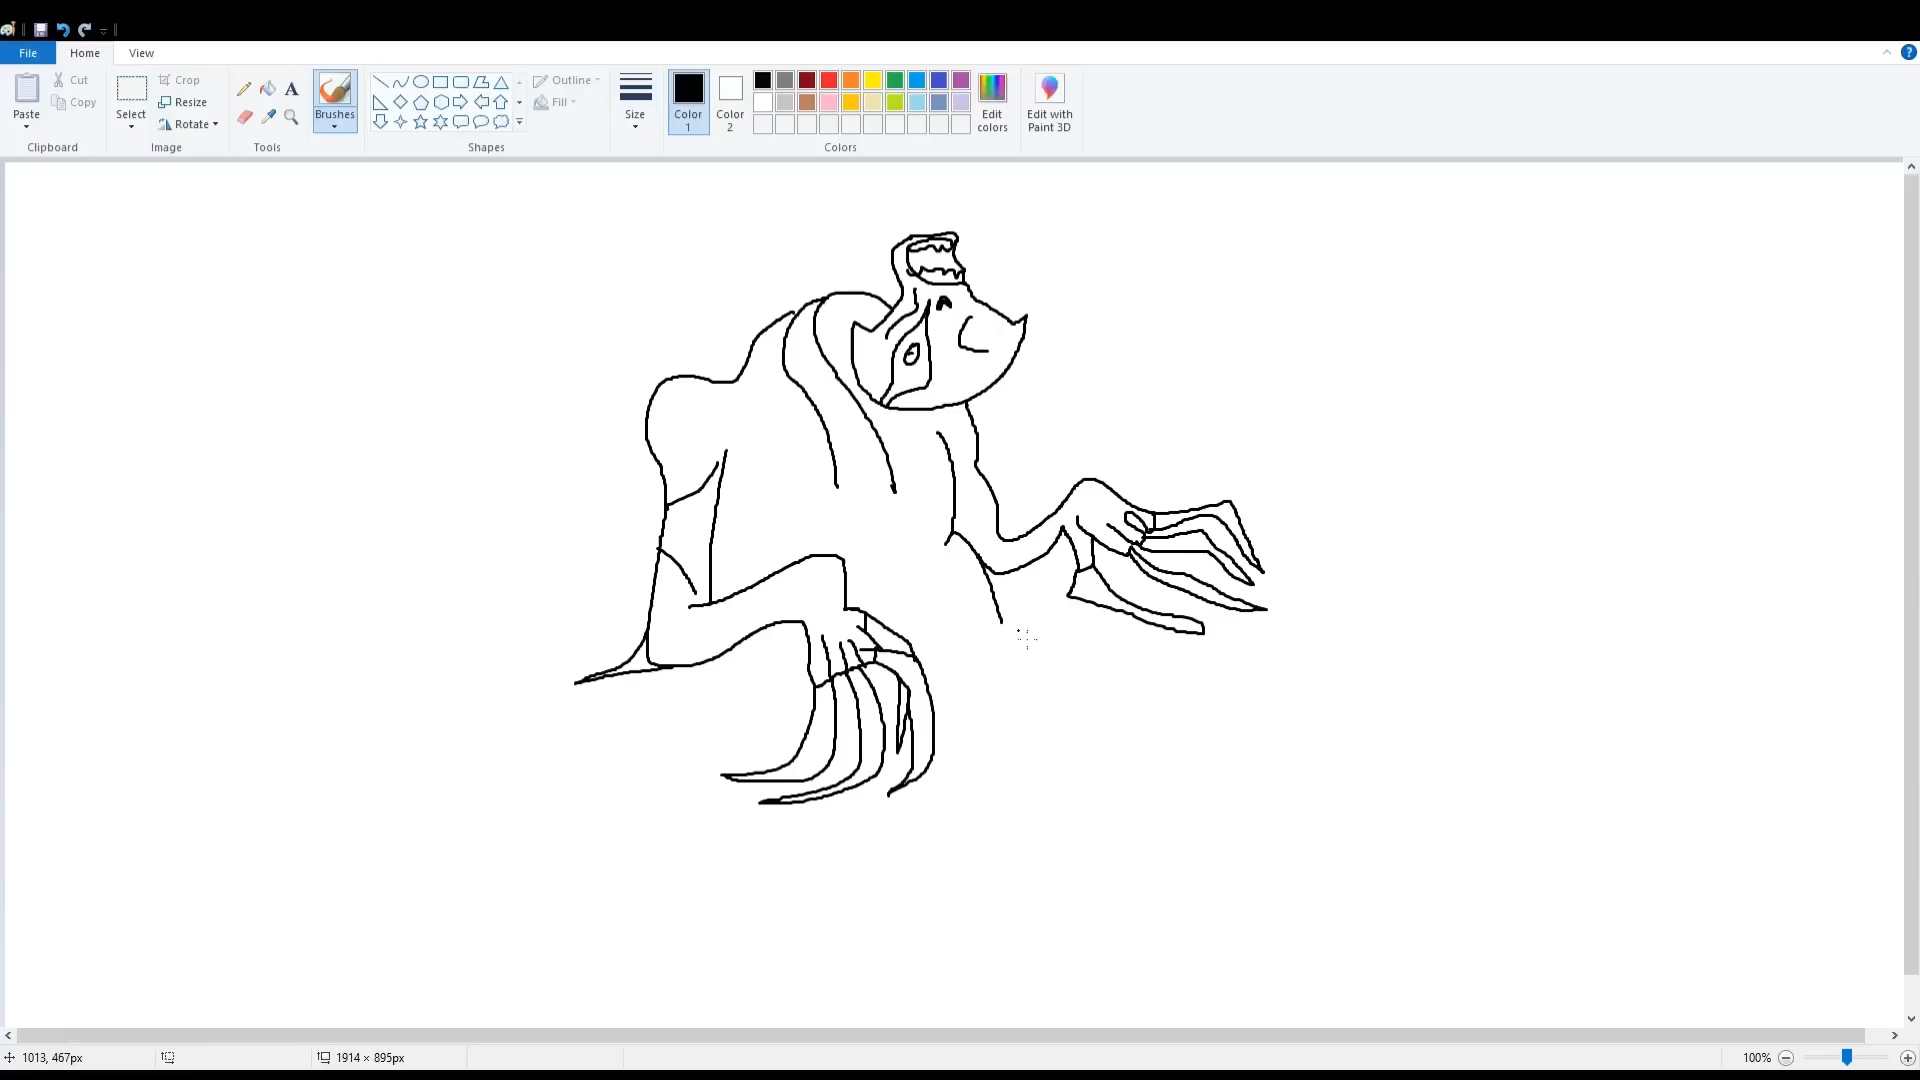 File Home View
Paste
Cut
Copy
Clipboard
Select
Crop
Resize
Rotate
Image
A
Tools
Brushes
Shapes
Outline
Fill
Size
Color
1
Color
2
Colors
Edit
colors
Edit with
Paint 3D
?
1013, 467px
1914 × 895px
100%